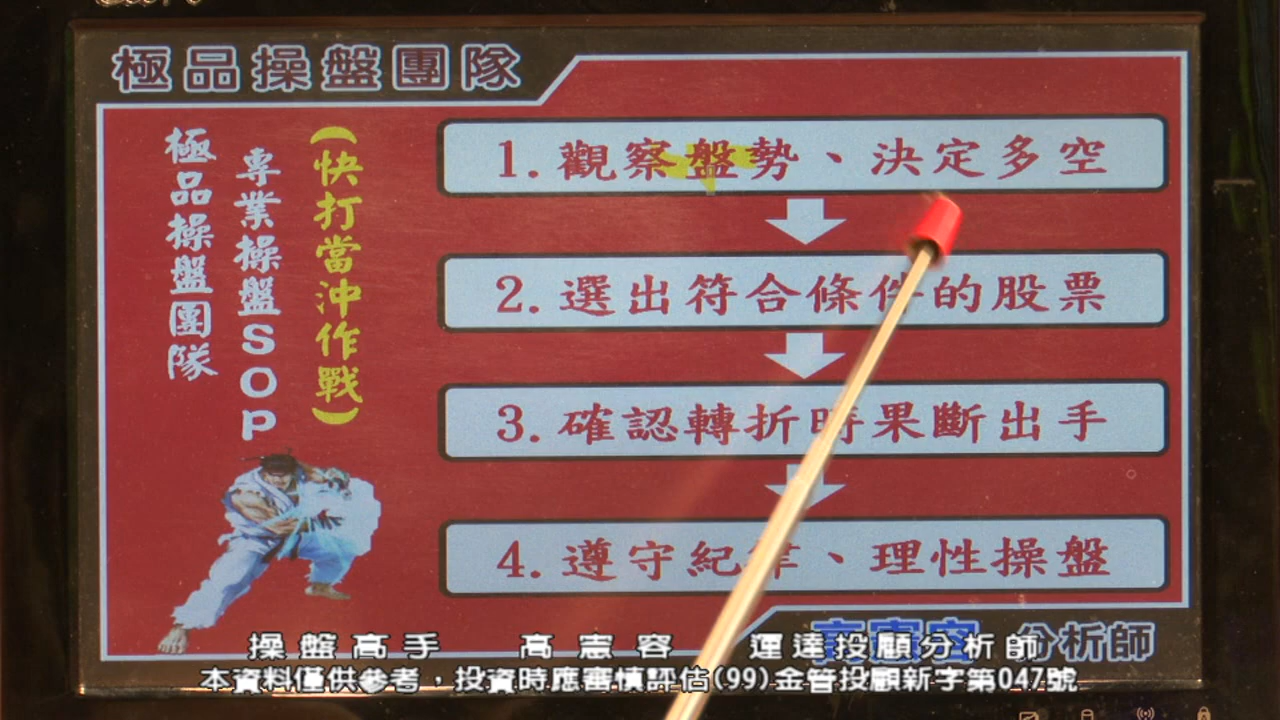 極品操盤團隊
極品操盤團隊
專業操盤SOP
(快打當沖作戰)
1.觀察盤勢、決定多空
2.選出符合條件的股票
3.確認轉折時果斷出手
4.遵守紀律、理性操盤
高憲容 分析師
操盤高手 高憲容 運達投顧分析師
本資料僅供參考，投資時應審慎評估(99)金管投顧新字第047號